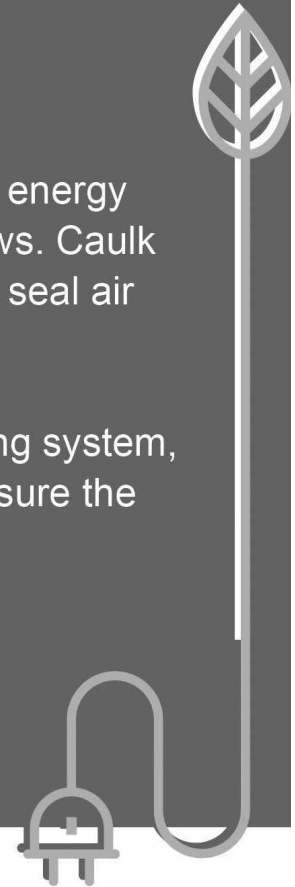 energy
ws. Caulk
seal air
ng system,
sure the